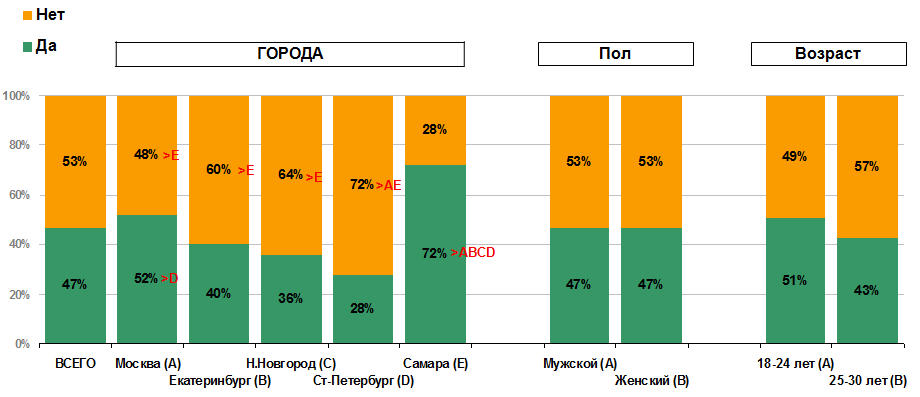 Нет
Да
ГОРОДА
Пол
Возраст
100%
80%
60%
40%
20%
0%
53%
48% >E
60% >E
64% >E
72% >AE
28%
53%
53%
49%
57%
47%
52% >D
40%
36%
28%
72% >ABCD
47%
47%
51%
43%
ВСЕГО
Москва (A)
Екатеринбург (B)
Н.Новгород (C)
Ст-Петербург (D)
Самара (E)
Мужской (A)
Женский (B)
18-24 лет (A)
25-30 лет (B)